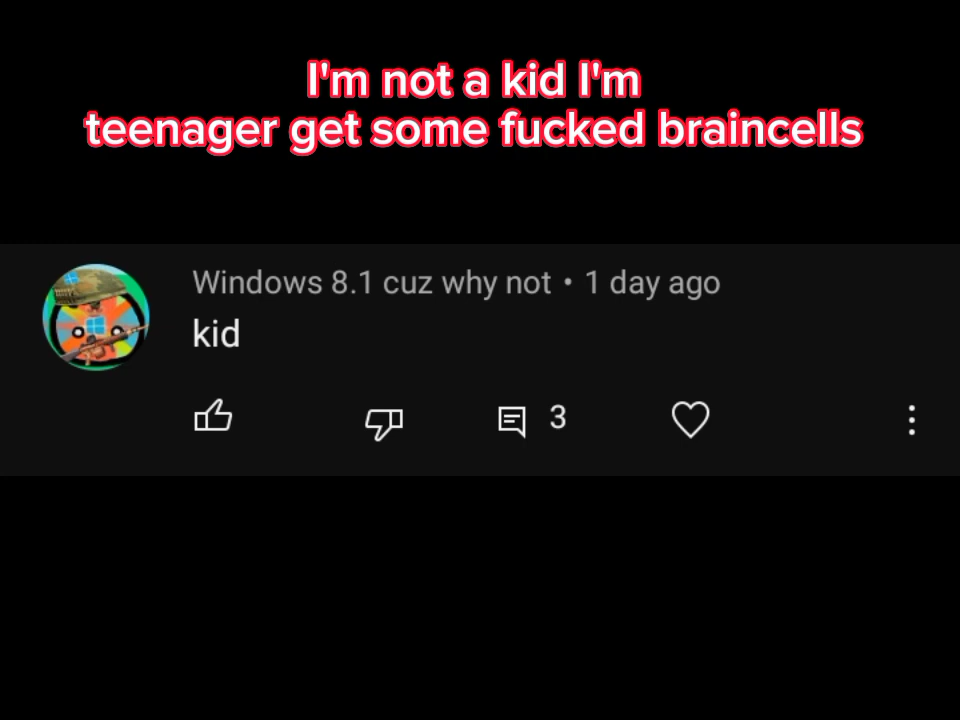 I'm not a kid I'm
teenager get some fucked braincells
Windows 8.1 cuz why not • 1 day ago
kid
3